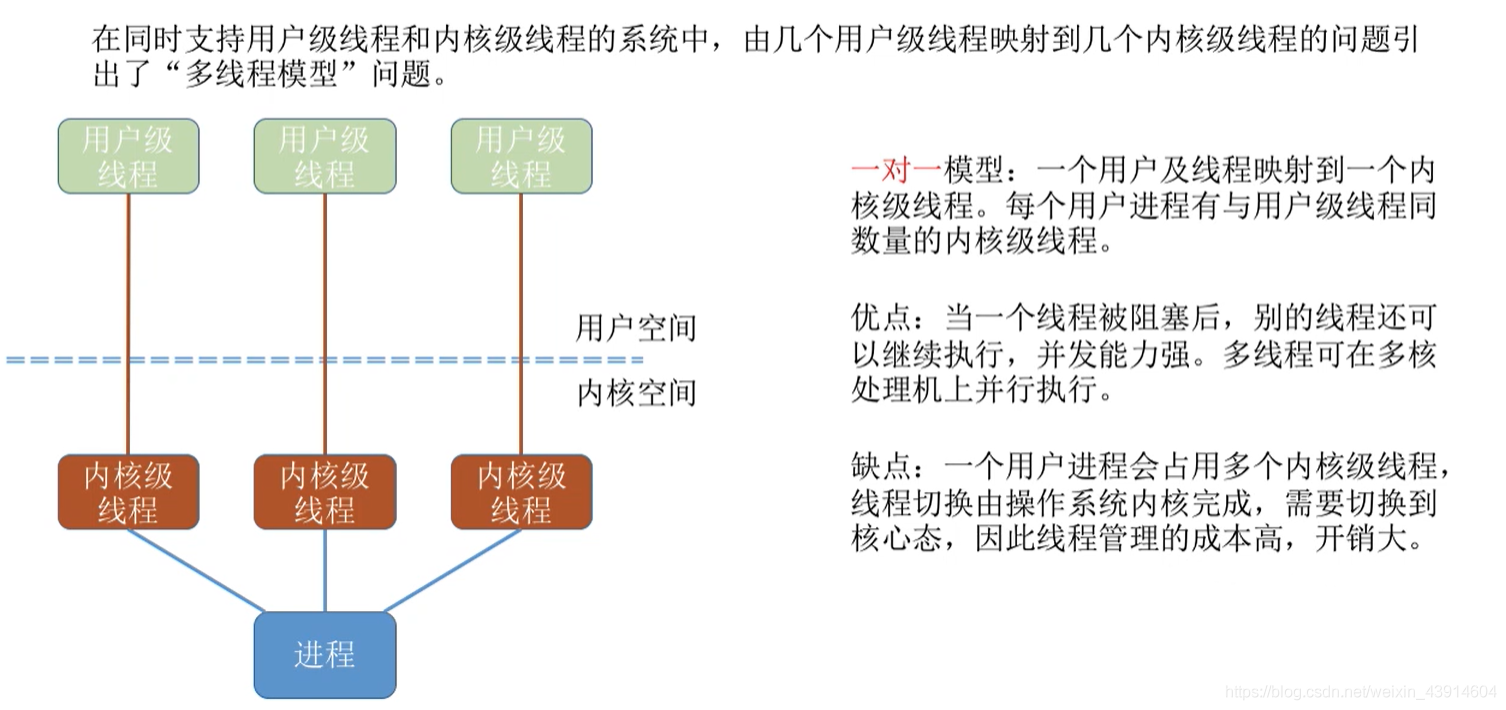 在同时支持用户级线程和内核级线程的系统中，由几个用户级线程映射到几个内核级线程的问题引
出了“多线程模型”问题。
用户级
线程
用户级
线程
用户级
线程
一对一模型：一个用户及线程映射到一个内
核级线程。每个用户进程有与用户级线程同
数量的内核级线程。
用户空间
内核空间
优点：当一个线程被阻塞后，别的线程还可
以继续执行，并发能力强。多线程可在多核
处理机上并行执行。
内核级
线程
内核级
线程
内核级
线程
缺点：一个用户进程会占用多个内核级线程，
线程切换由操作系统内核完成，需要切换到
核心态，因此线程管理的成本高，开销大。
进程
https://blog.csdn.net/weixin_43914604